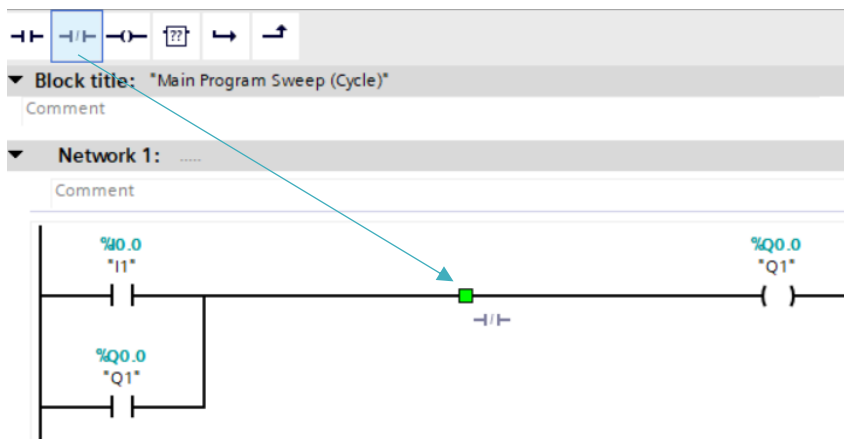 ??
Block title: "Main Program Sweep (Cycle)"
Comment
Network 1: .....
Comment
%I0.0
"I1"
%Q0.0
"Q1"
%Q0.0
"Q1"